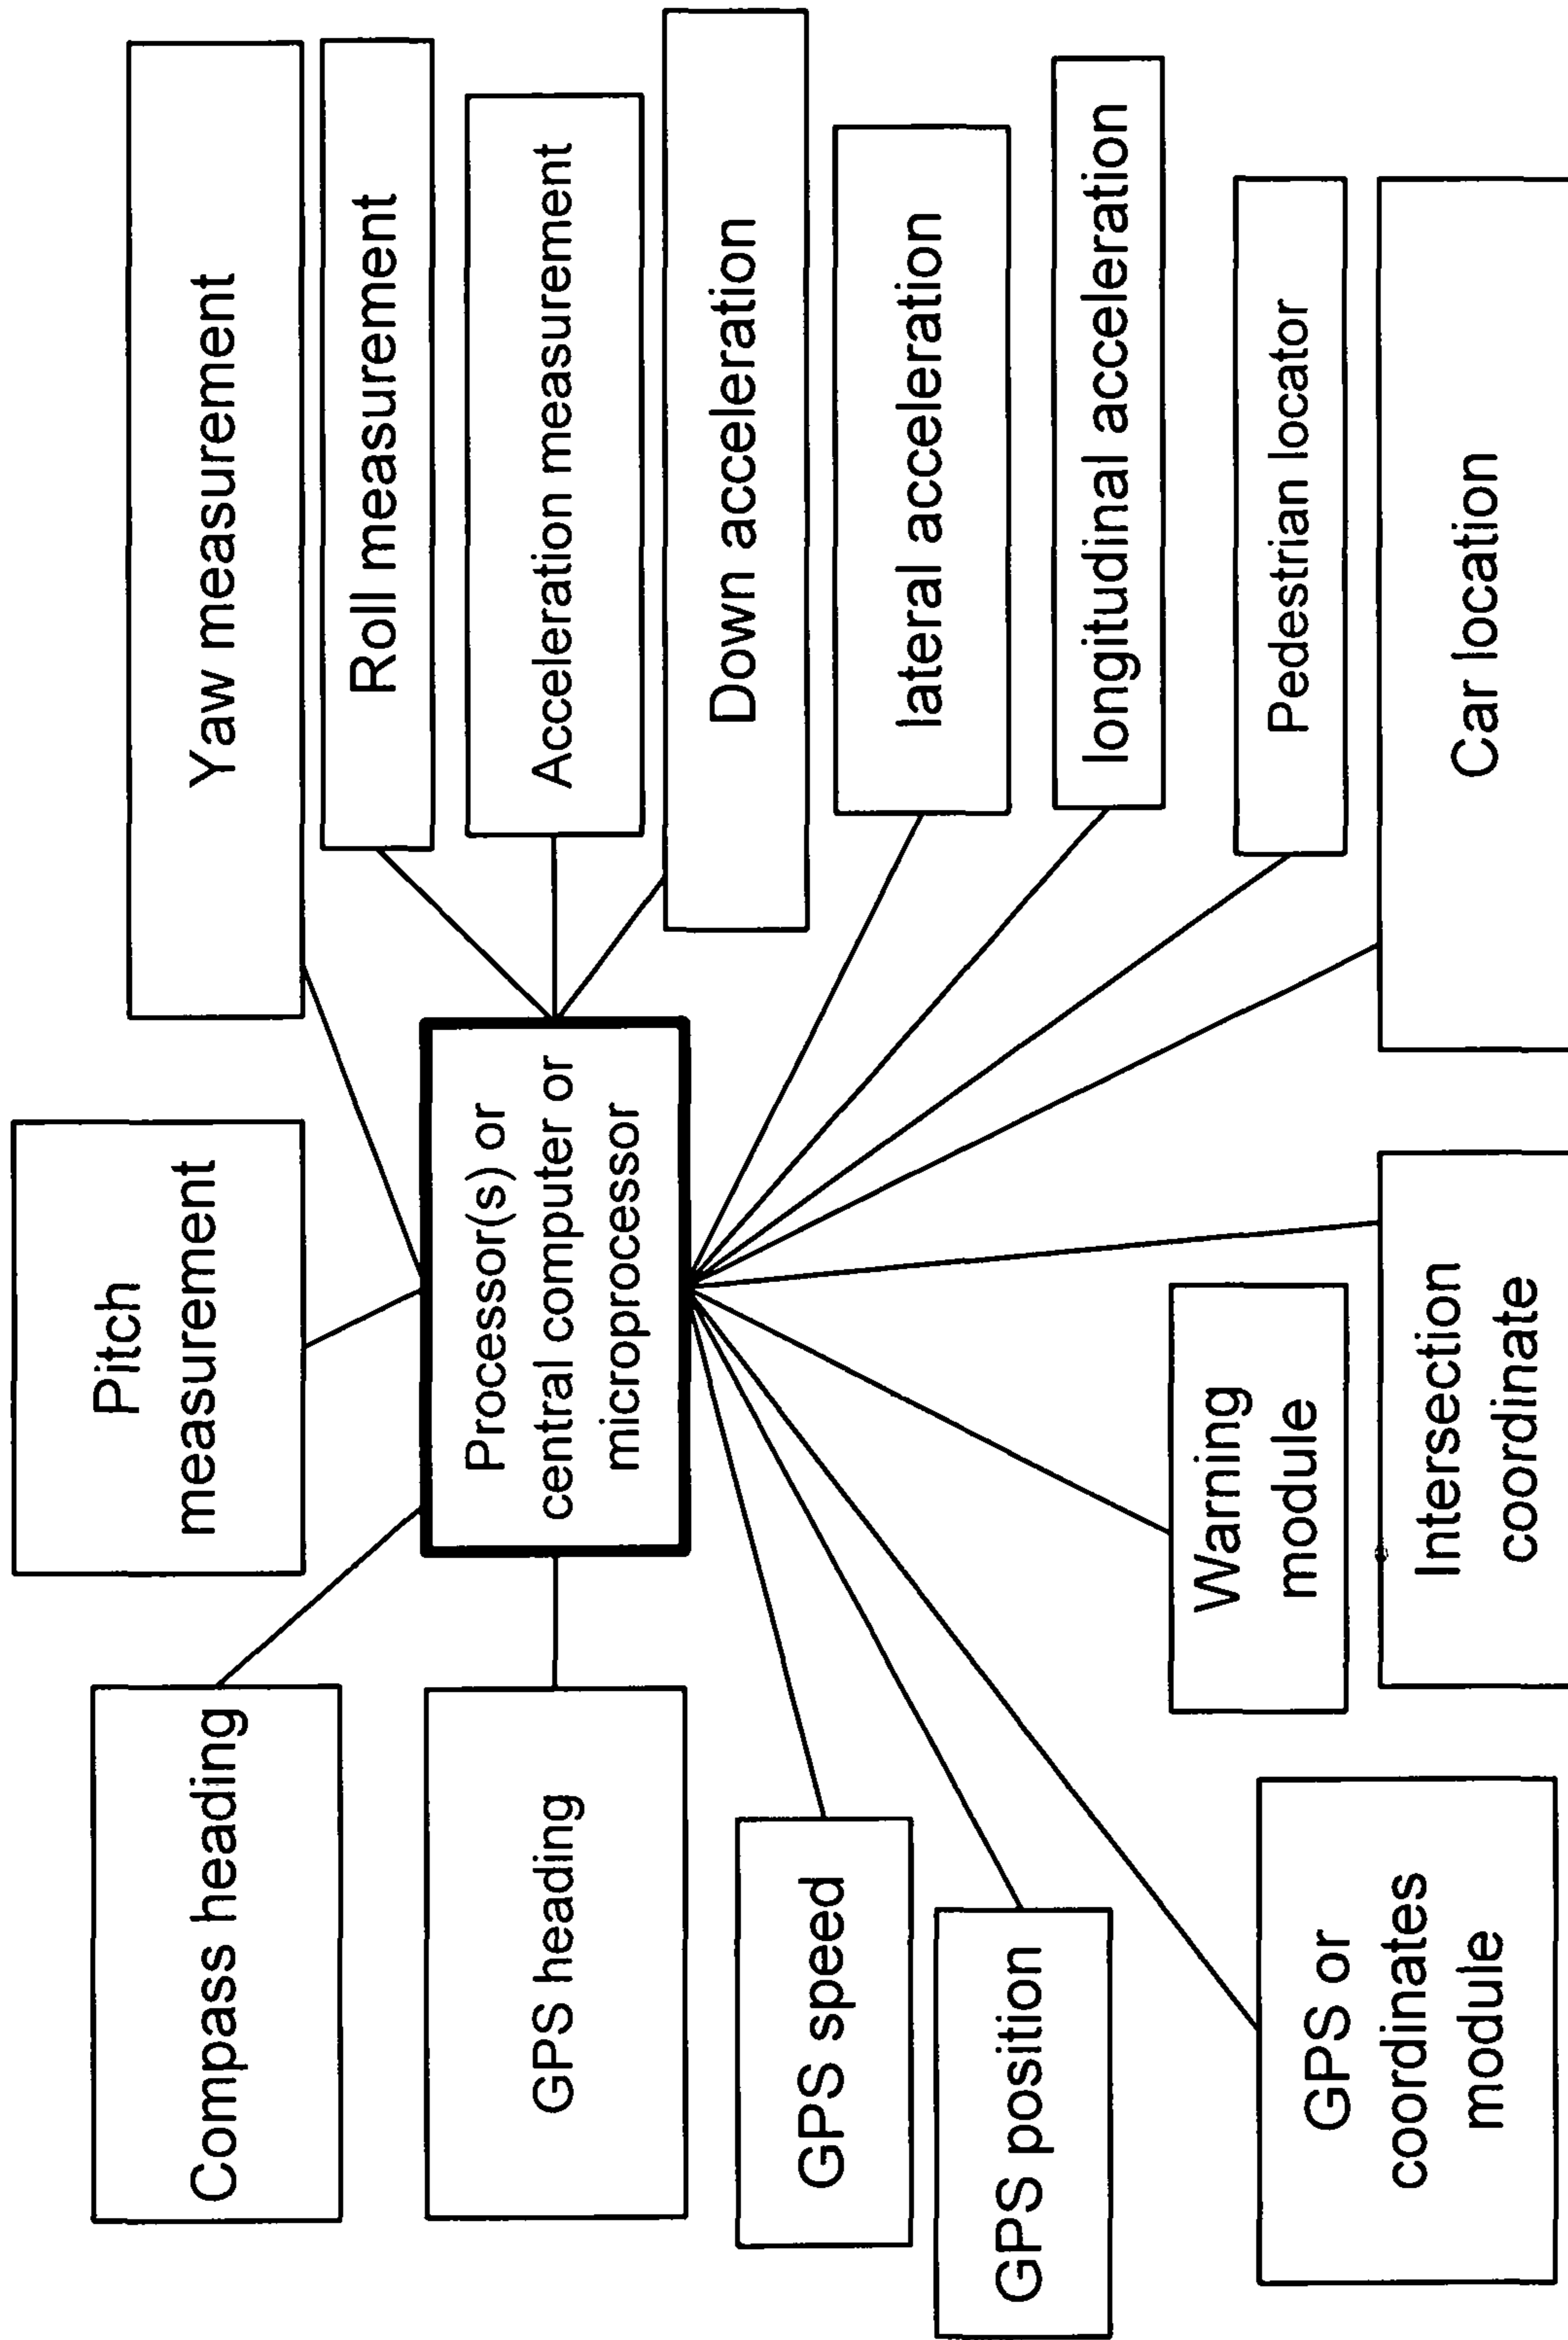 Compass heading
Pitch
measurement
Yaw measurement
Roll measurement
GPS heading
Processor(s) or
central computer or
microprocessor
Acceleration measurement
Down acceleration
GPS speed
lateral acceleration
GPS position
longitudinal acceleration
Warning
module
Pedestrian locator
GPS or
coordinates
module
Intersection
coordinate
Car location